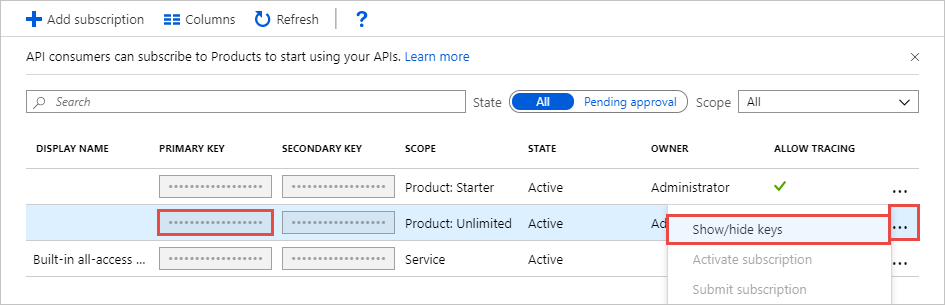 Add subscription Columns Refresh ?
API consumers can subscribe to Products to start using your APIs. Learn more
Search State All Pending approval Scope All
DISPLAY NAME PRIMARY KEY SECONDARY KEY SCOPE STATE OWNER ALLOW TRACING
•••••••••••••••••• •••••••••••••••••• Product: Starter Active Administrator ...
•••••••••••••••••• •••••••••••••••••• Product: Unlimited Active Ad ...
Show/hide keys
Built-in all-access ... •••••••••••••••••• •••••••••••••••••• Service Active
Activate subscription
Submit subscription